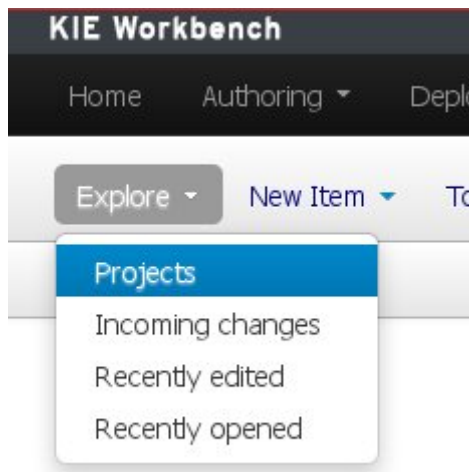 KIE Workbench
Home Authoring
Explore New Item
Projects
Incoming changes
Recently edited
Recently opened